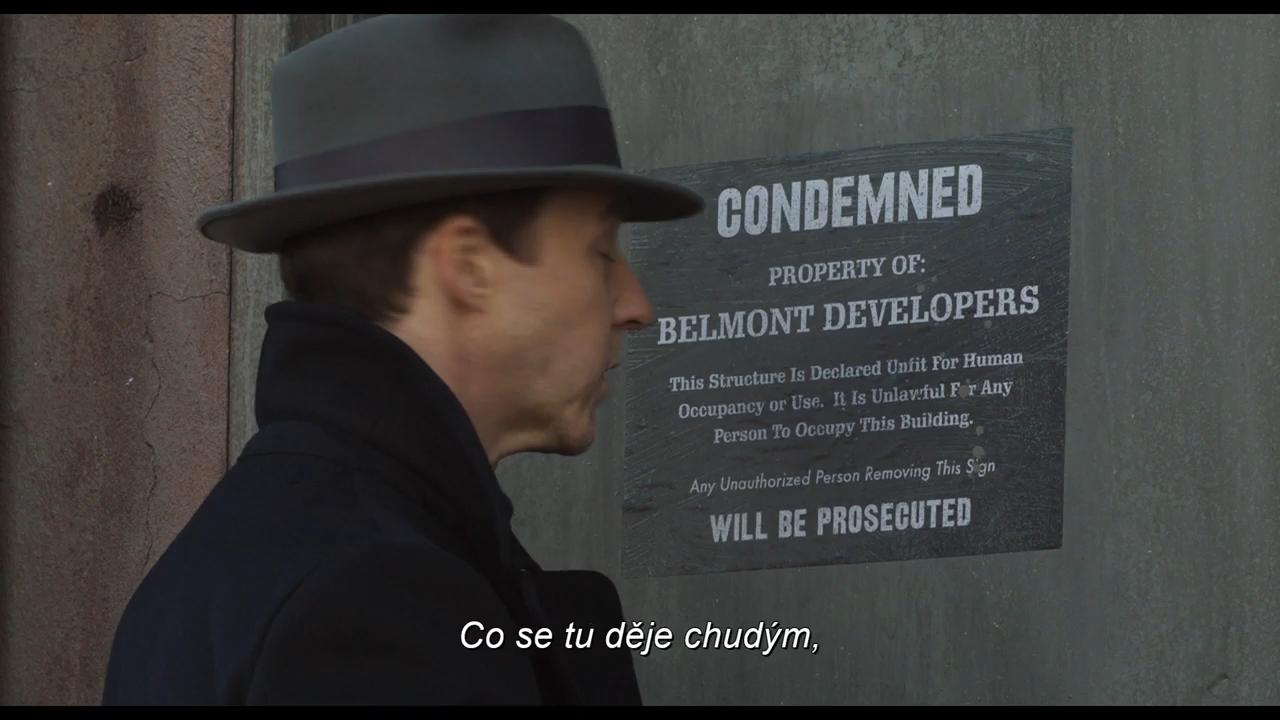 CONDEMNED
PROPERTY OF:
BELMONT DEVELOPERS
This Structure Is Declared Unfit For Human
Occupancy or Use. It Is Unlawful For Any
Person To Occupy This Building.
Any Unauthorized Person Removing This Sign
WILL BE PROSECUTED
Co se tu děje chudým,